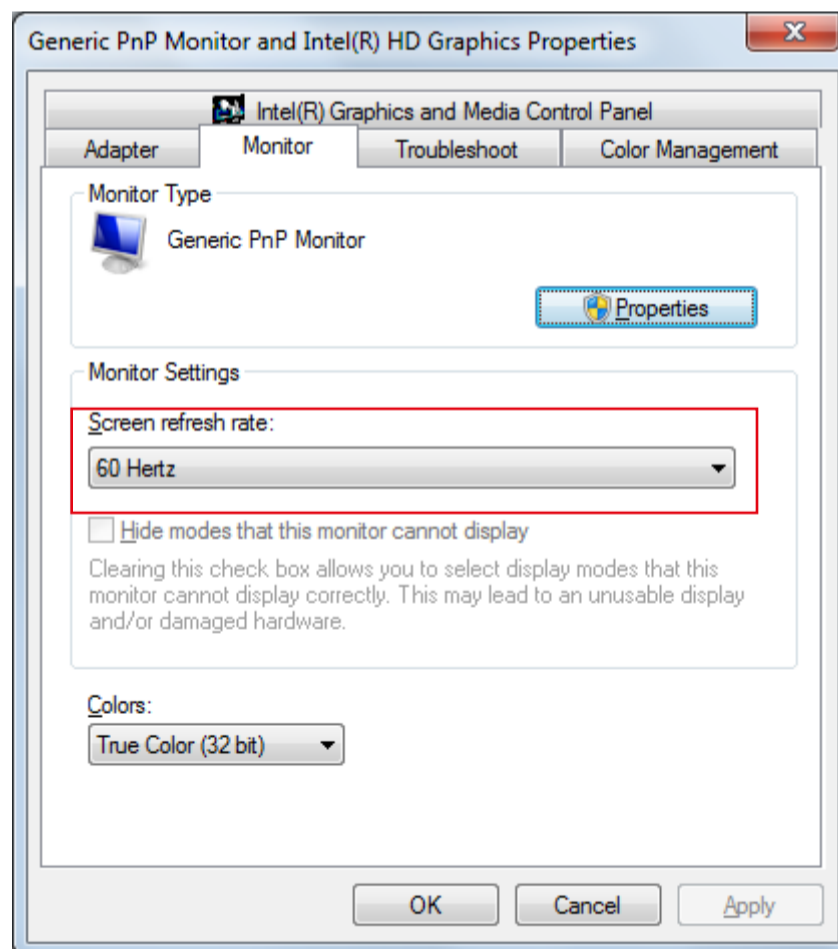 Generic PnP Monitor and Intel(R) HD Graphics Properties
Intel(R) Graphics and Media Control Panel
Adapter
Monitor
Troubleshoot
Color Management
Monitor Type
Generic PnP Monitor
Properties
Monitor Settings
Screen refresh rate:
60 Hertz
Hide modes that this monitor cannot display
Clearing this check box allows you to select display modes that this
monitor cannot display correctly. This may lead to an unusable display
and/or damaged hardware.
Colors:
True Color (32 bit)
OK
Cancel
Apply